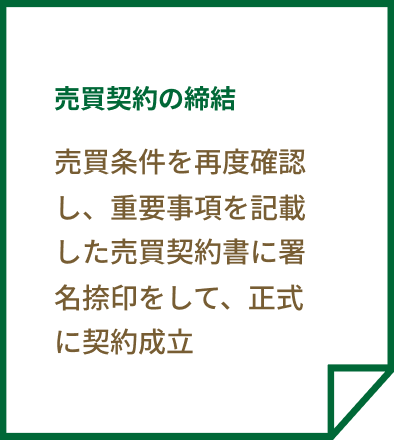 売買契約の締結
売買条件を再度確認
し、重要事項を記載
した売買契約書に署
名捺印をして、正式
に契約成立